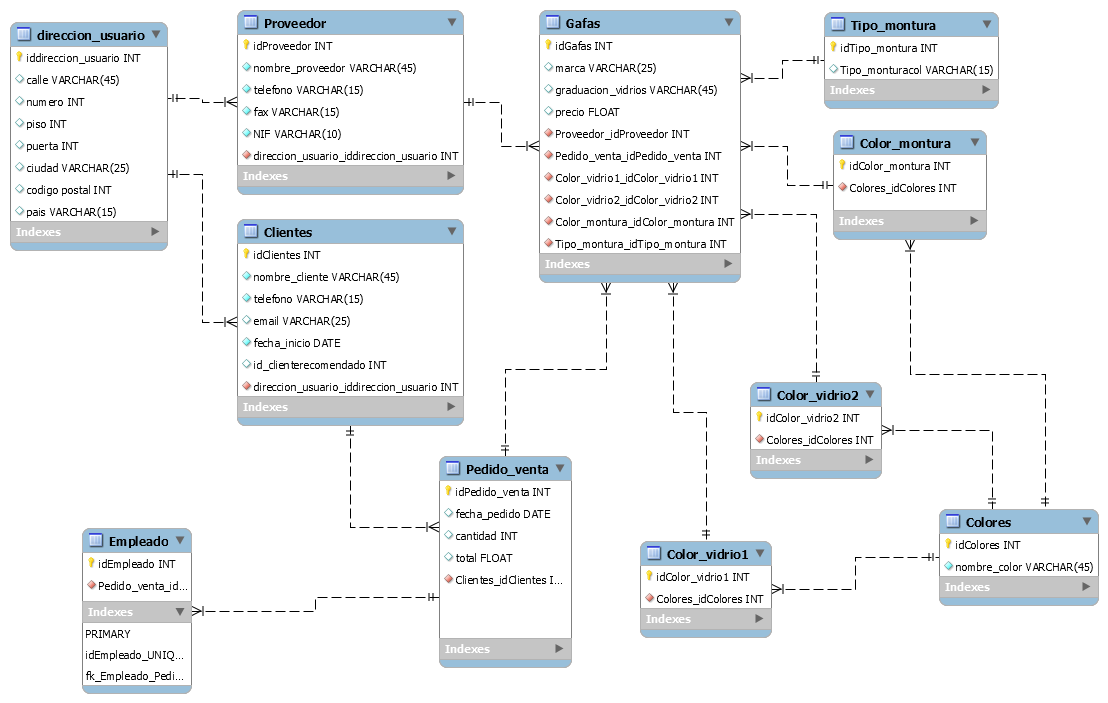 direccion_usuario
iddireccion_usuario INT
calle VARCHAR(45)
numero INT
piso INT
puerta INT
ciudad VARCHAR(25)
codigo postal INT
pais VARCHAR(15)
Indexes
Proveedor
idProveedor INT
nombre_proveedor VARCHAR(45)
telefono VARCHAR(15)
fax VARCHAR(15)
NIF VARCHAR(10)
direccion_usuario_iddireccion_usuario INT
Indexes
Clientes
idClientes INT
nombre_cliente VARCHAR(45)
telefono VARCHAR(15)
email VARCHAR(25)
fecha_inicio DATE
id_clienterecomendado INT
direccion_usuario_iddireccion_usuario INT
Indexes
Gafas
idGafas INT
marca VARCHAR(25)
graduacion_vidrios VARCHAR(45)
precio FLOAT
Proveedor_idProveedor INT
Pedido_venta_idPedido_venta INT
Color_vidrio1_idColor_vidrio1 INT
Color_vidrio2_idColor_vidrio2 INT
Color_montura_idColor_montura INT
Tipo_montura_idTipo_montura INT
Indexes
Tipo_montura
idTipo_montura INT
Tipo_monturacol VARCHAR(15)
Indexes
Color_montura
idColor_montura INT
Colores_idColores INT
Indexes
Color_vidrio2
idColor_vidrio2 INT
Colores_idColores INT
Indexes
Pedido_venta
idPedido_venta INT
fecha_pedido DATE
cantidad INT
total FLOAT
Clientes_idClientes I...
Indexes
Empleado
idEmpleado INT
Pedido_venta_id...
Indexes
PRIMARY
idEmpleado_UNIQ...
fk_Empleado_Pedi...
Color_vidrio1
idColor_vidrio1 INT
Colores_idColores INT
Indexes
Colores
idColores INT
nombre_color VARCHAR(45)
Indexes